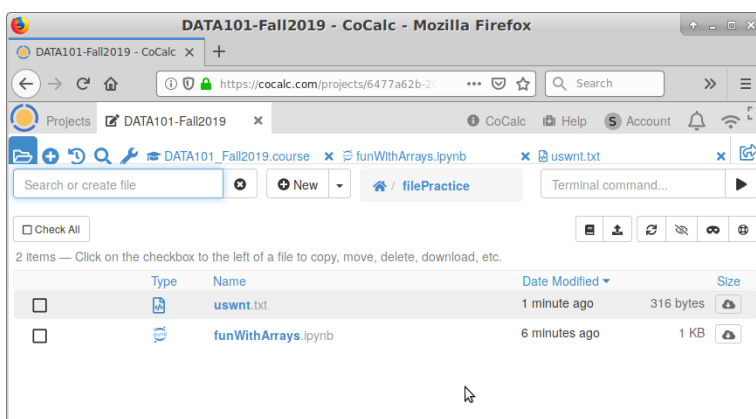 DATA101-Fall2019 - CoCalc - Mozilla Firefox
DATA101-Fall2019 - CoCalc
https://cocalc.com/projects/6477a62b-2
Search
Projects DATA101-Fall2019 CoCalc Help S Account
DATA101_Fall2019.course funWithArrays.ipynb uswnt.txt
Search or create file New / filePractice Terminal command...
Check All
2 items — Click on the checkbox to the left of a file to copy, move, delete, download, etc.
Type Name Date Modified Size
uswnt.txt 1 minute ago 316 bytes
funWithArrays.ipynb 6 minutes ago 1 KB